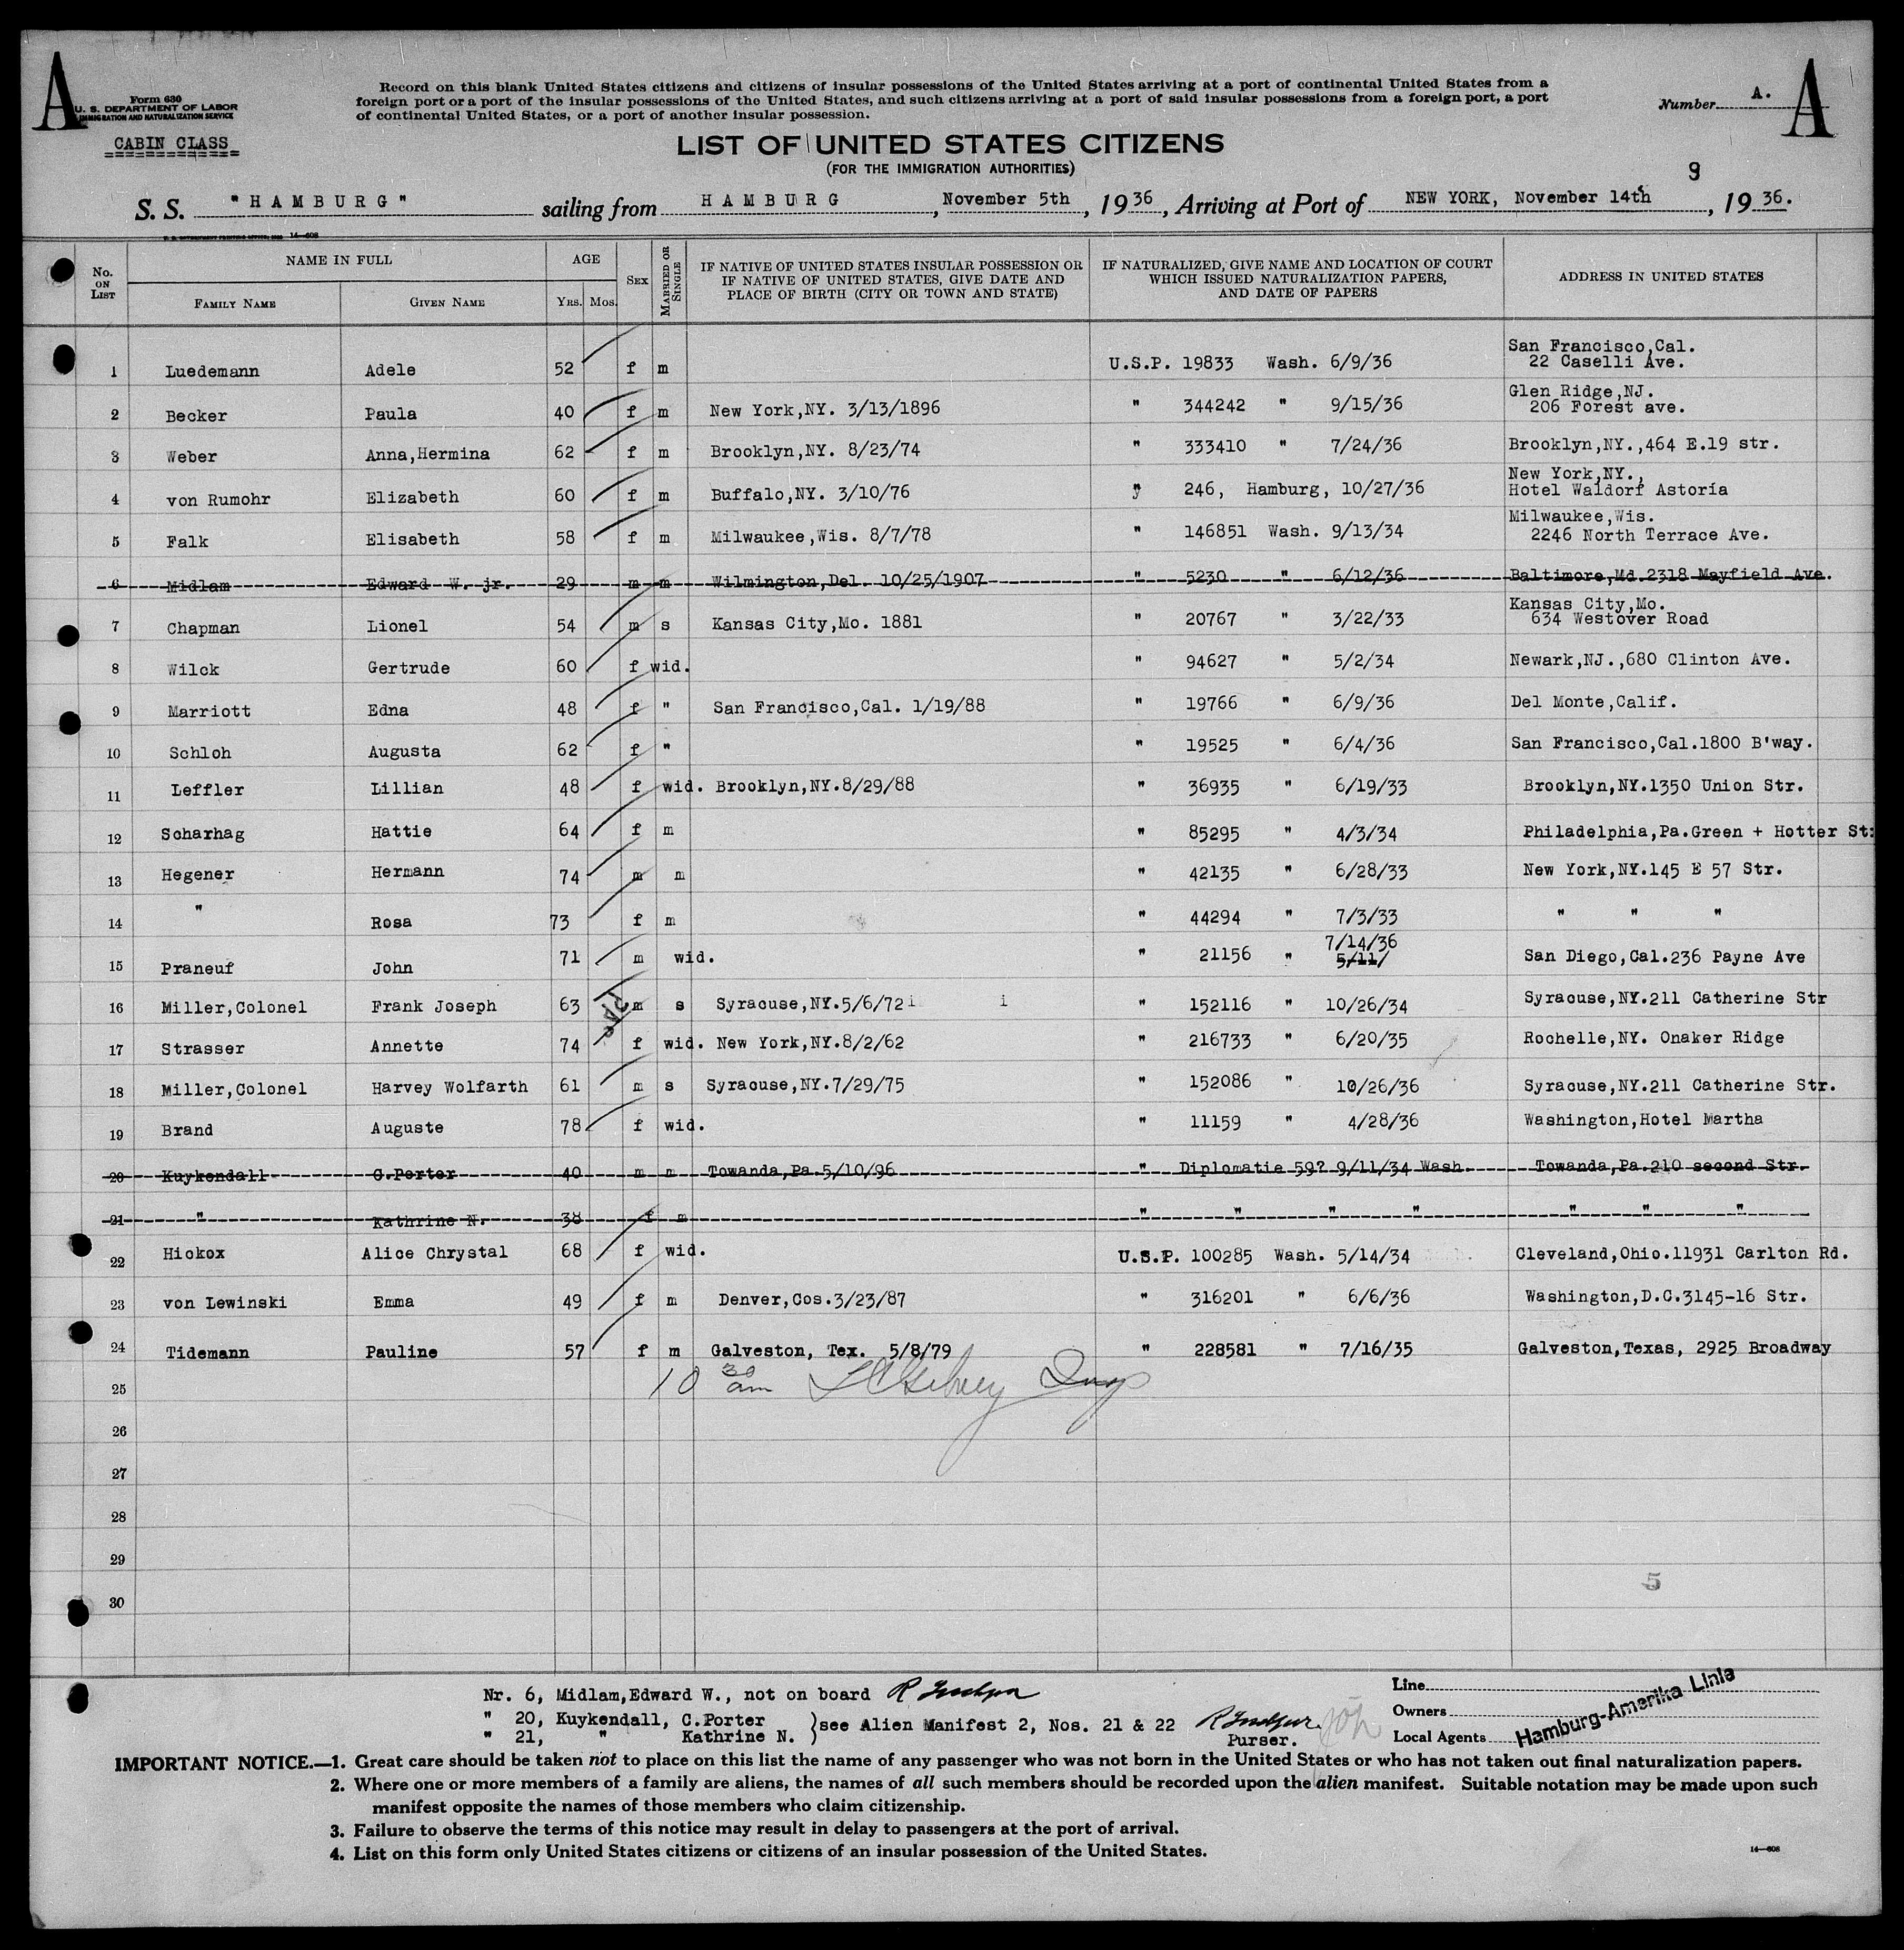 A
Form 630
U. S. DEPARTMENT OF LABOR
IMMIGRATION AND NATURALIZATION SERVICE
CABIN CLASS
Record on this blank United States citizens and citizens of insular possessions of the United States arriving at a port of continental United States from a
foreign port or a port of the insular possessions of the United States, and such citizens arriving at a port of said insular possessions from a foreign port, a port
of continental United States, or a port of another insular possession.
Number A.
A
LIST OF UNITED STATES CITIZENS
(FOR THE IMMIGRATION AUTHORITIES)
9
S. S. "HAMBURG" sailing from HAMBURG, November 5th, 1936, Arriving at Port of NEW YORK, November 14th, 1936.
14—608
No. ON LIST NAME IN FULL FAMILY NAME GIVEN NAME AGE YRS. MOS. SEX MARRIED OR SINGLE IF NATIVE OF UNITED STATES INSULAR POSSESSION OR IF NATIVE OF UNITED STATES, GIVE DATE AND PLACE OF BIRTH (CITY OR TOWN AND STATE) IF NATURALIZED, GIVE NAME AND LOCATION OF COURT WHICH ISSUED NATURALIZATION PAPERS, AND DATE OF PAPERS ADDRESS IN UNITED STATES
1 Luedemann Adele 52 f m U.S.P. 19833 Wash. 6/9/36 San Francisco,Cal. 22 Caselli Ave.
2 Becker Paula 40 f m New York,NY. 3/13/1896 " 344242 " 9/15/36 Glen Ridge,NJ. 206 Forest ave.
3 Weber Anna,Hermina 62 f m Brooklyn,NY. 8/23/74 " 333410 " 7/24/36 Brooklyn,NY.,464 E.19 str.
4 von Rumohr Elizabeth 60 f m Buffalo,NY. 3/10/76 " 246, Hamburg, 10/27/36 New York,NY., Hotel Waldorf Astoria
5 Falk Elisabeth 58 f m Milwaukee,Wis. 8/7/78 " 146851 Wash. 9/13/34 Milwaukee,Wis. 2246 North Terrace Ave.
6 Midlam Edward W. jr. 29 m m Wilmington,Del. 10/25/1907 " 5230 " 6/12/36 Baltimore,Md.2318 Mayfield Ave.
7 Chapman Lionel 54 m s Kansas City,Mo. 1881 " 20767 " 3/22/33 Kansas City,Mo. 634 Westover Road
8 Wilck Gertrude 60 f wid. " 94627 " 5/2/34 Newark,NJ.,680 Clinton Ave.
9 Marriott Edna 48 f " San Francisco,Cal. 1/19/88 " 19766 " 6/9/36 Del Monte,Calif.
10 Schloh Augusta 62 f " " 19525 " 6/4/36 San Francisco,Cal.1800 B'way.
11 Leffler Lillian 48 f wid. Brooklyn,NY.8/29/88 " 36935 " 6/19/33 Brooklyn,NY.1350 Union Str.
12 Scharhag Hattie 64 f m " 85295 " 4/3/34 Philadelphia,Pa.Green + Hotter St:
13 Hegener Hermann 74 m m " 42135 " 6/28/33 New York,NY.145 E 57 Str.
14 " Rosa 73 f m " 44294 " 7/3/33 " " "
15 Praneuf John 71 m wid. " 21156 " 7/14/36 5/11/ San Diego,Cal.236 Payne Ave
16 Miller,Colonel Frank Joseph 63 m s Syracuse,NY.5/6/72 i i " 152116 " 10/26/34 Syracuse,NY.211 Catherine Str
17 Strasser Annette 74 f wid. New York,NY.8/2/62 " 216733 " 6/20/35 Rochelle,NY. Onaker Ridge
18 Miller,Colonel Harvey Wolfarth 61 m s Syracuse,NY.7/29/75 " 152086 " 10/26/36 Syracuse,NY.211 Catherine Str.
19 Brand Auguste 78 f wid. " 11159 " 4/28/36 Washington,Hotel Martha
20 Kuykendall C.Porter 40 m m Towanda,Pa.5/10/96 " Diplomatic 59? 9/11/34 Wash. Towanda,Pa.210 second Str.
21 " Kathrine N. 38 f m " " " " " " "
22 Hickox Alice Chrystal 68 f wid. U.S.P. 100285 Wash. 5/14/34 Cleveland,Ohio.11931 Carlton Rd.
23 von Lewinski Emma 49 f m Denver,Cos.3/23/87 " 316201 " 6/6/36 Washington,D.C.3145-16 Str.
24 Tidemann Pauline 57 f m Galveston, Tex. 5/8/79 " 228581 " 7/16/35 Galveston,Texas, 2925 Broadway
25 10 30 am
26
27
28
29
30
5
Nr. 6, Midlam,Edward W., not on board
" 20, Kuykendall, C.Porter
" 21, " Kathrine N. ) see Alien Manifest 2, Nos. 21 & 22
Purser.
Line
Owners
Local Agents
Hamburg-Amerika Linie
IMPORTANT NOTICE.—1. Great care should be taken not to place on this list the name of any passenger who was not born in the United States or who has not taken out final naturalization papers.
2. Where one or more members of a family are aliens, the names of all such members should be recorded upon the alien manifest. Suitable notation may be made upon such
manifest opposite the names of those members who claim citizenship.
3. Failure to observe the terms of this notice may result in delay to passengers at the port of arrival.
4. List on this form only United States citizens or citizens of an insular possession of the United States.
14—608